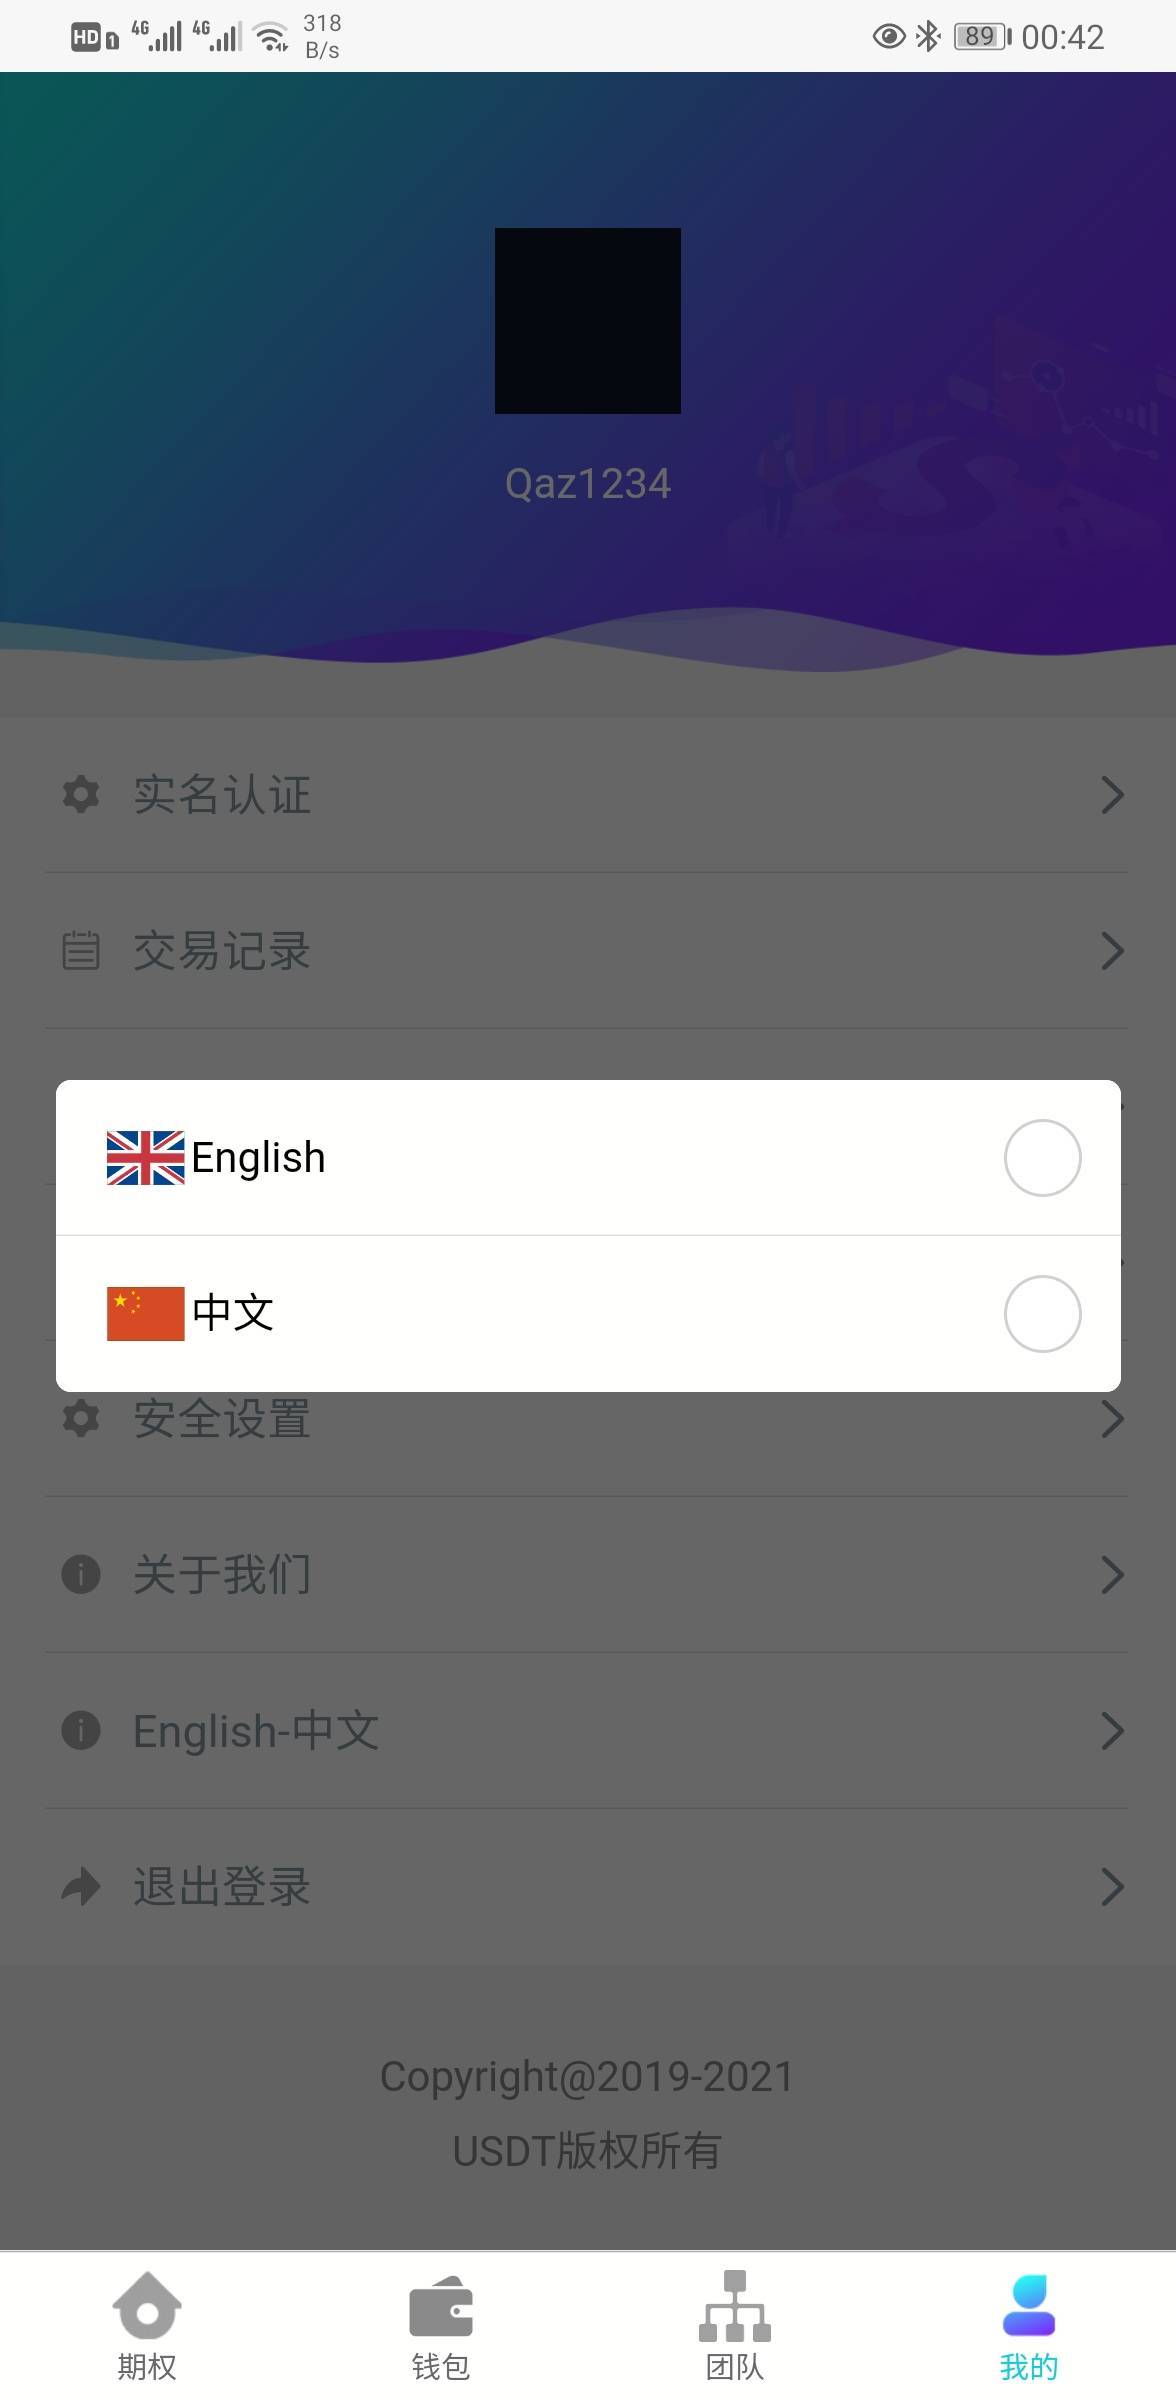 HD 1 4G 4G 318 B/s 89 00:42
Qaz1234
实名认证
交易记录
English
中文
安全设置
关于我们
English-中文
退出登录
Copyright@2019-2021
USDT版权所有
期权 钱包 团队 我的